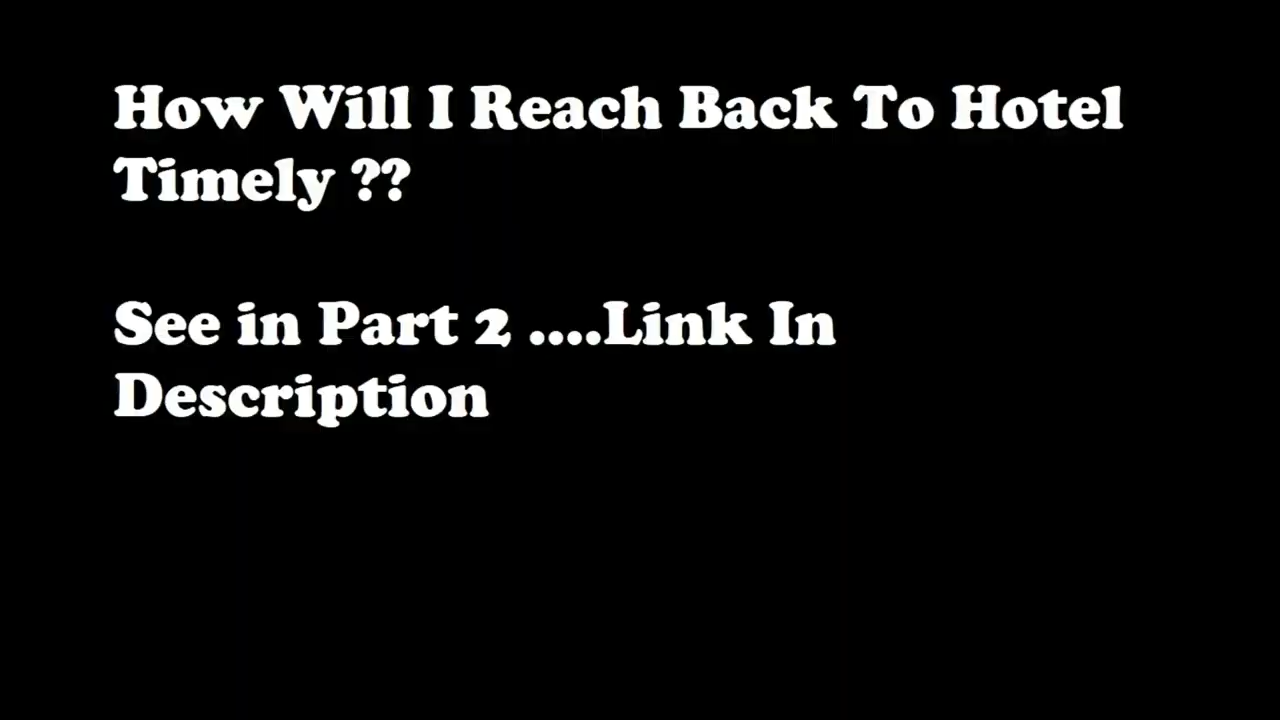 How Will I Reach Back To Hotel
Timely ??
See in Part 2 ....Link In
Description